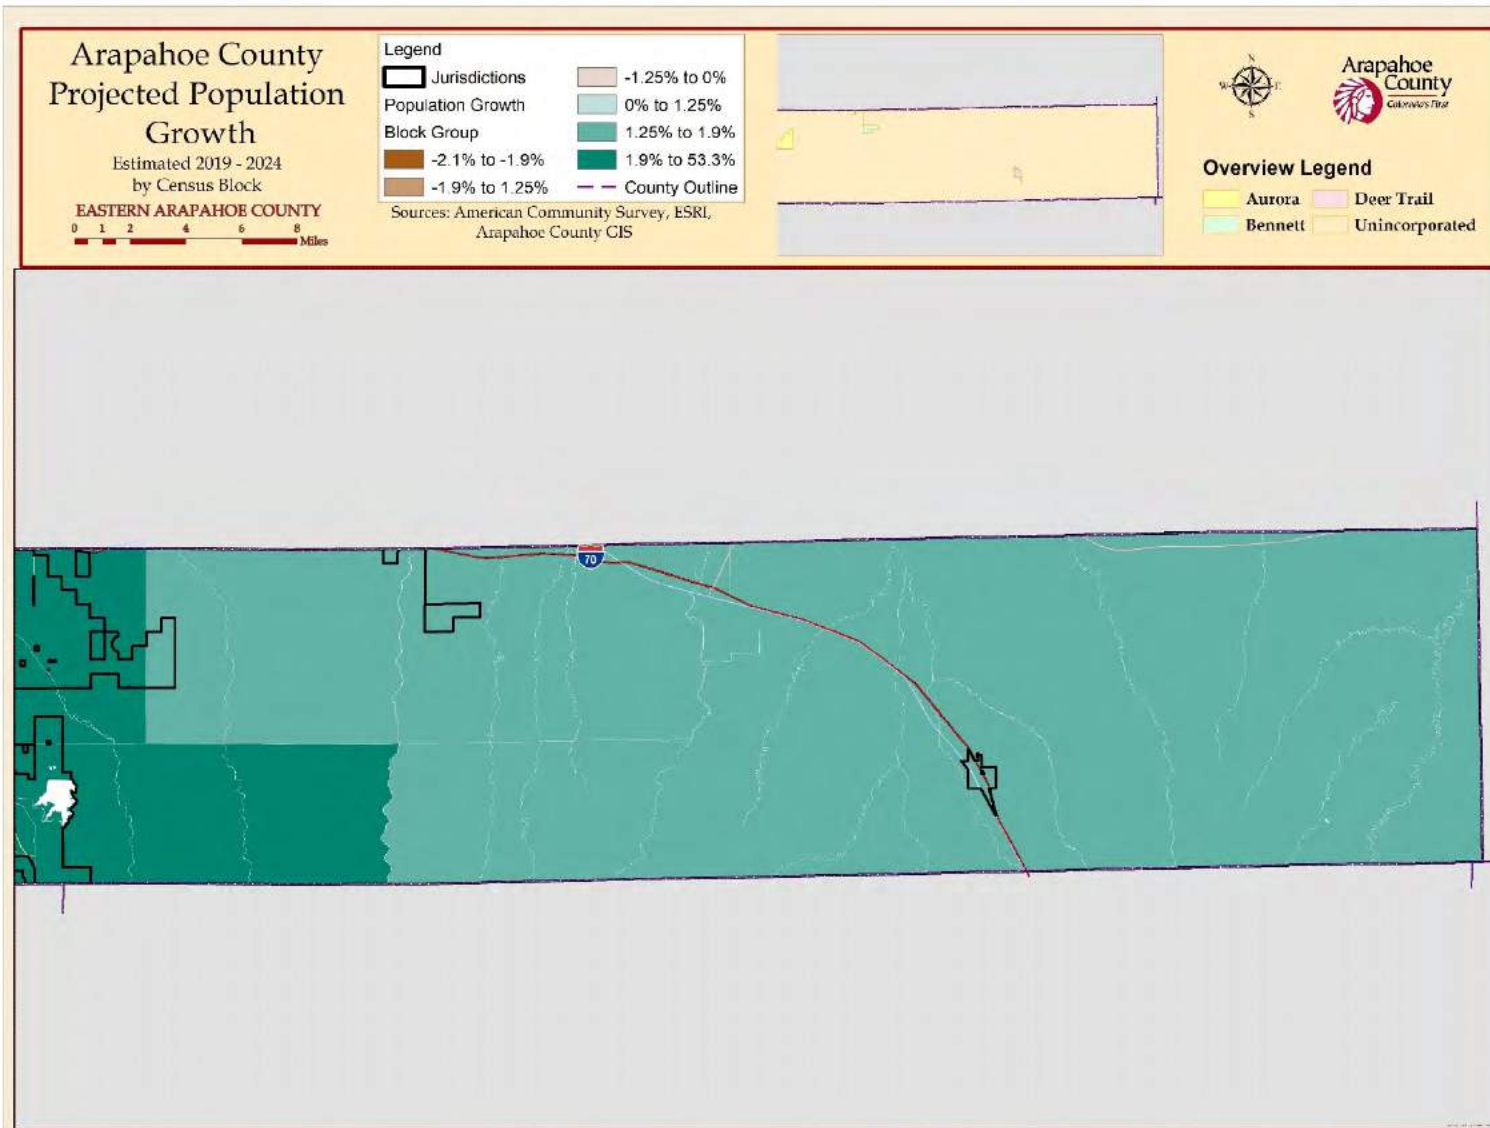 Arapahoe County
Projected Population
Growth
Estimated 2019 - 2024
by Census Block
EASTERN ARAPAHOE COUNTY
0 1 2 4 6 8
Miles
Legend
Jurisdictions
Population Growth
Block Group
-2.1% to -1.9%
-1.9% to 1.25%
-1.25% to 0%
0% to 1.25%
1.25% to 1.9%
1.9% to 53.3%
County Outline
Sources: American Community Survey, ESRI,
Arapahoe County GIS
N
W E
S
Arapahoe
County
Colorado's First
Overview Legend
Aurora
Bennett
Deer Trail
Unincorporated
70